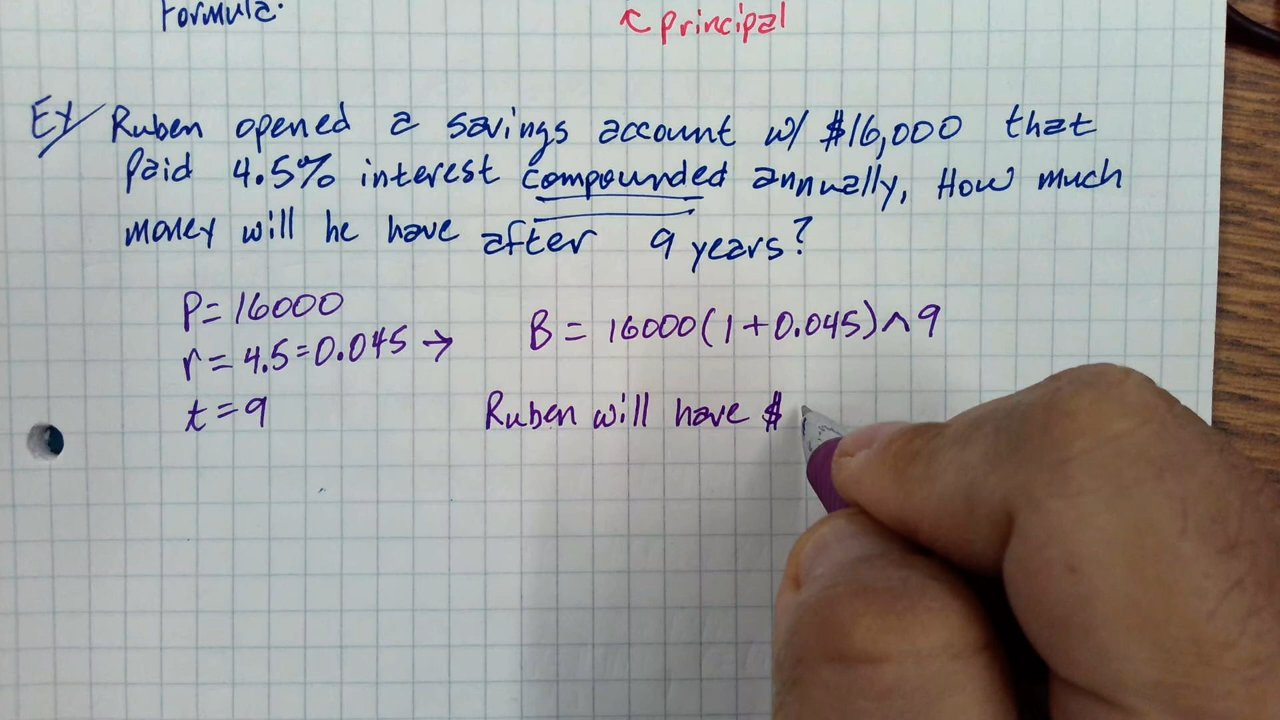 Formula.
↖ principal
Ex/ Ruben opened a savings account w/ $16,000 that
paid 4.5% interest compounded annually, How much
money will he have after 9 years?
P=16000
r=4.5=0.045 → B = 16000(1+0.045)^9
t=9
Ruben will have $